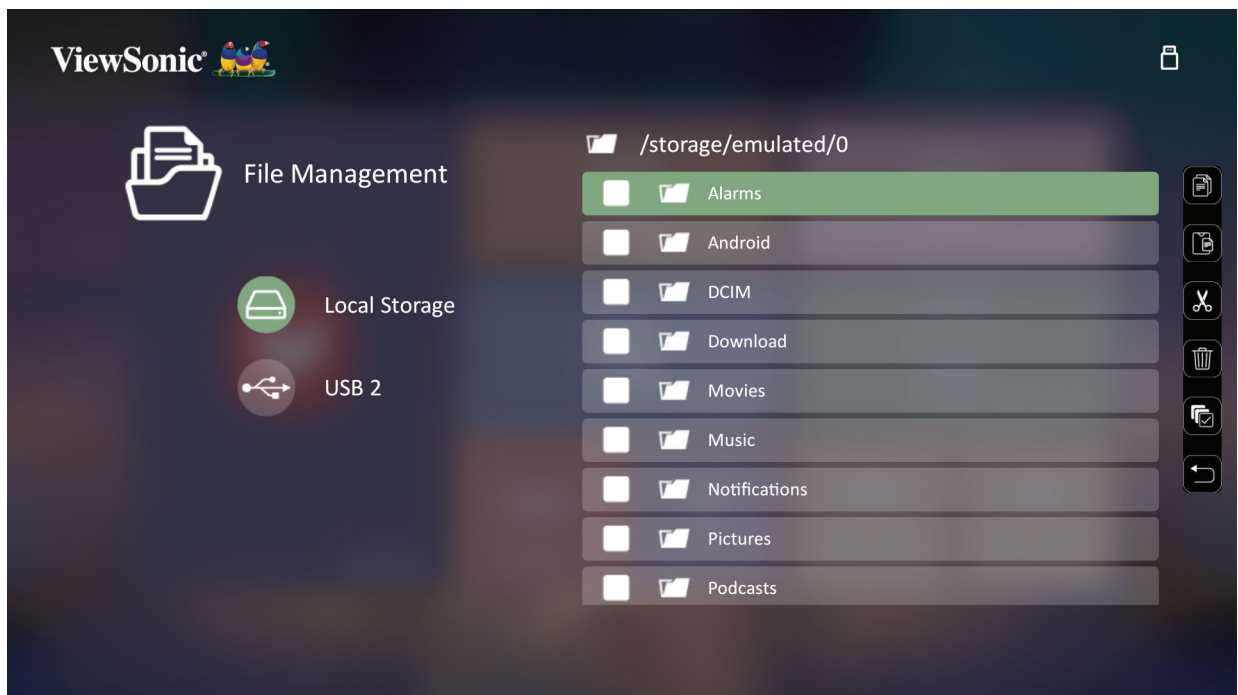 ViewSonic®
File Management
Local Storage
USB 2
/storage/emulated/0
Alarms
Android
DCIM
Download
Movies
Music
Notifications
Pictures
Podcasts